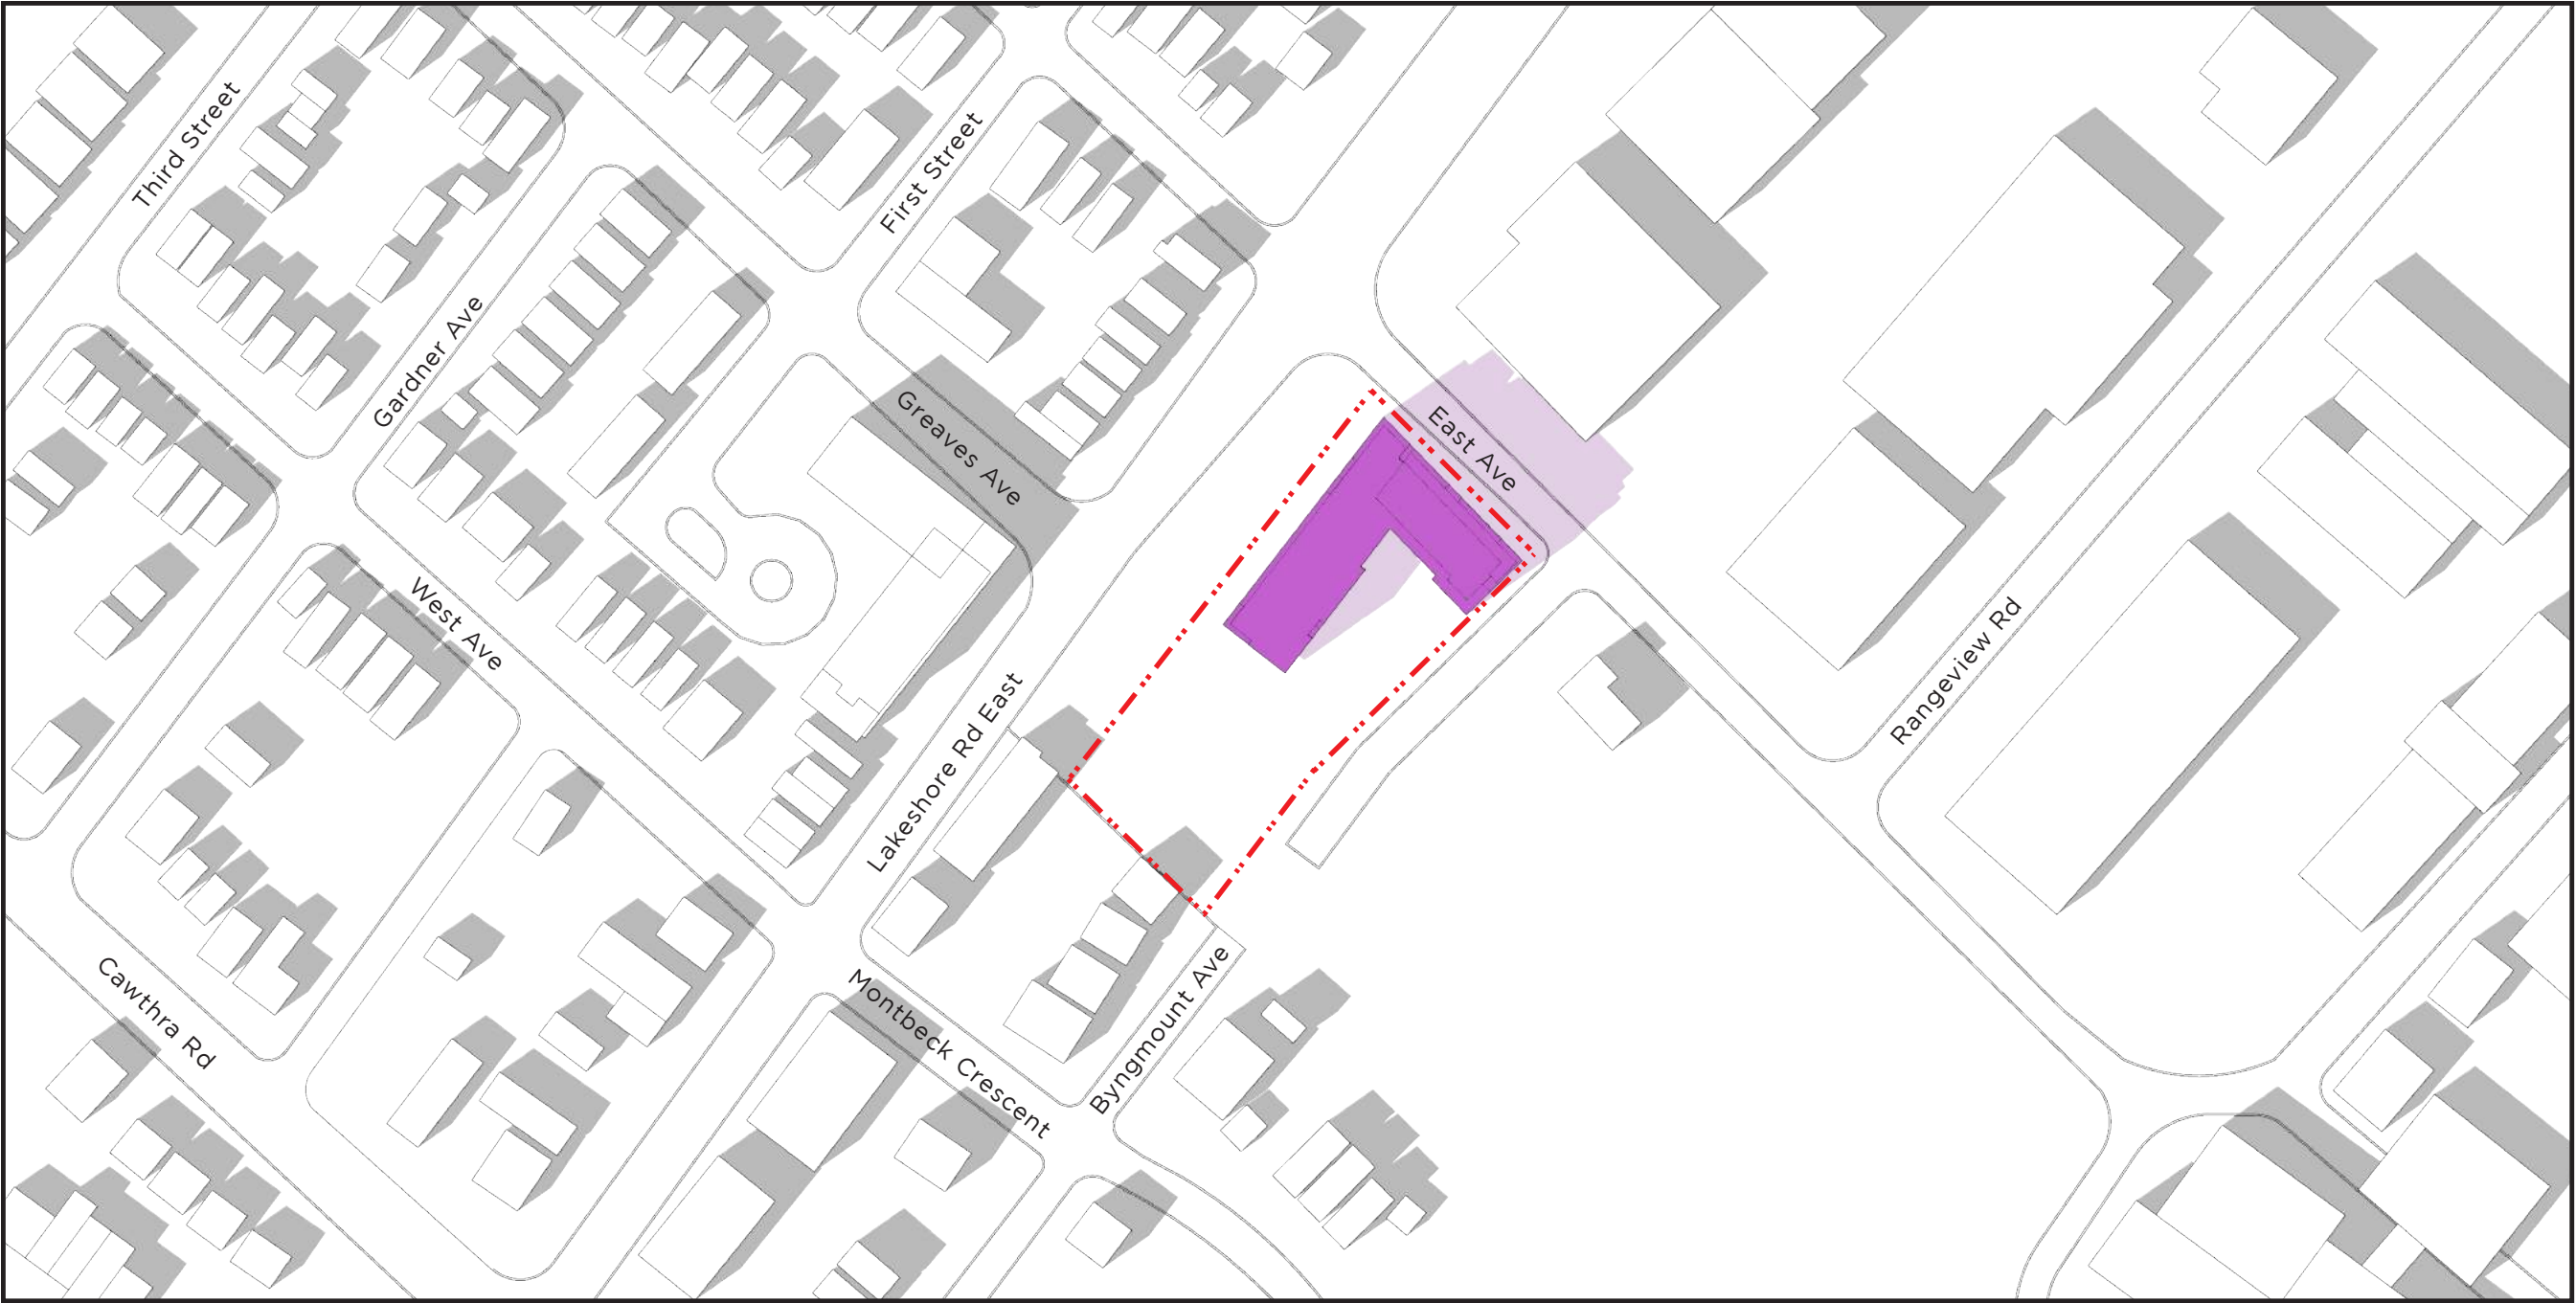 Third Street
First Street
Gardner Ave
Greaves Ave
East Ave
West Ave
Lakeshore Rd East
Rangeview Rd
Cawthra Rd
Montbeck Crescent
Byngmount Ave